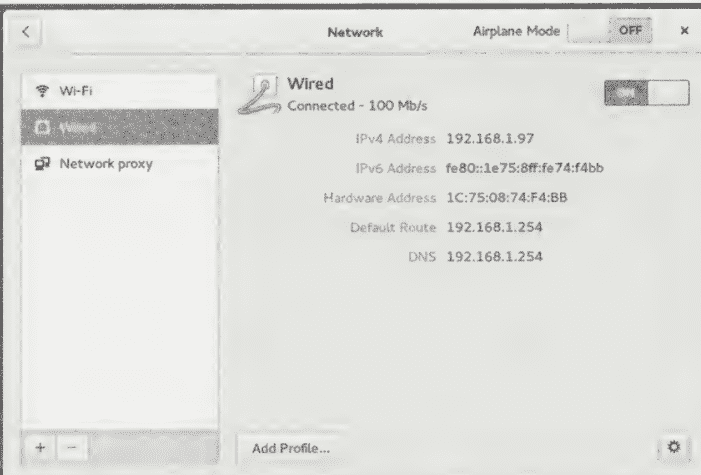 Network Airplane Mode OFF
Wi-Fi
Wired
Network proxy
Wired
Connected - 100 Mb/s
ON
IPv4 Address 192.168.1.97
IPv6 Address fe80::1e75:8ff:fe74:f4bb
Hardware Address 1C:75:08:74:F4:BB
Default Route 192.168.1.254
DNS 192.168.1.254
Add Profile...